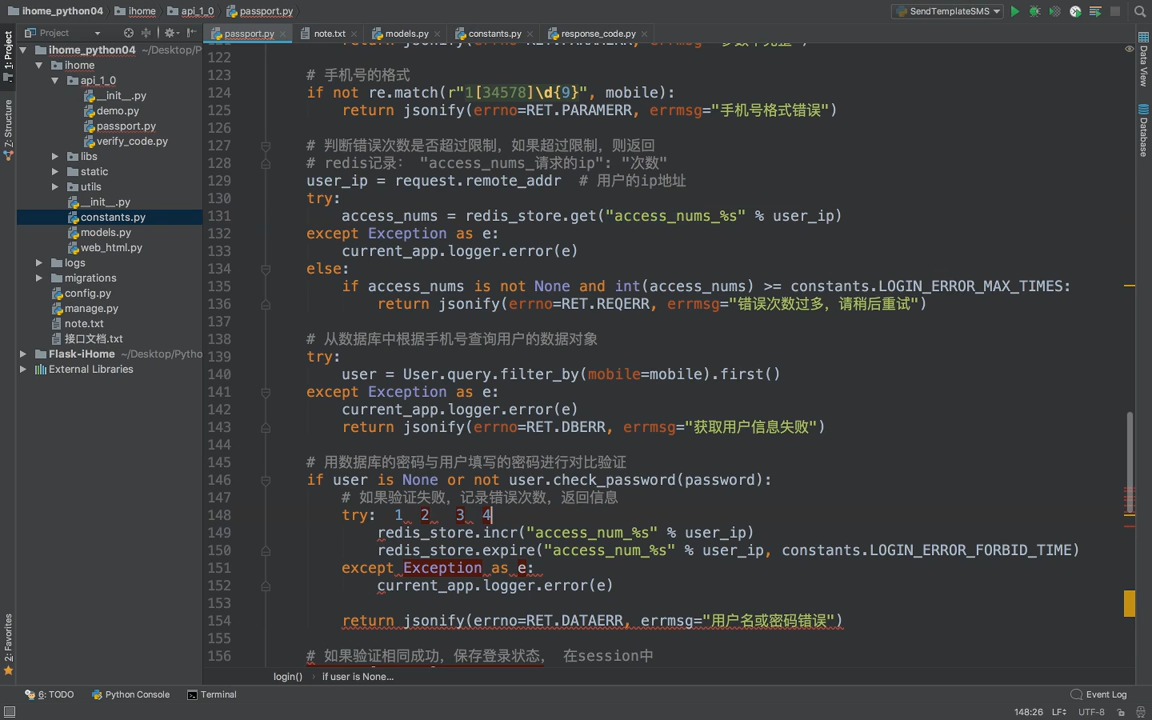 ihome_python04 ihome api_1_0 passport.py SendTemplateSMS
Project passport.py note.txt models.py constants.py response_code.py
1: Project
Z: Structure
2: Favorites
Data View
Database
ihome_python04 ~/Desktop/P
ihome
api_1_0
__init__.py
demo.py
passport.py
verify_code.py
libs
static
utils
__init__.py
constants.py
models.py
web_html.py
logs
migrations
config.py
manage.py
note.txt
接口文档.txt
Flask-iHome ~/Desktop/Pytho
External Libraries
122
123 # 手机号的格式
124 if not re.match(r"1[34578]\d{9}", mobile):
125 return jsonify(errno=RET.PARAMERR, errmsg="手机号格式错误")
126
127 # 判断错误次数是否超过限制，如果超过限制，则返回
128 # redis记录： "access_nums_请求的ip": "次数"
129 user_ip = request.remote_addr # 用户的ip地址
130 try:
131 access_nums = redis_store.get("access_nums_%s" % user_ip)
132 except Exception as e:
133 current_app.logger.error(e)
134 else:
135 if access_nums is not None and int(access_nums) >= constants.LOGIN_ERROR_MAX_TIMES:
136 return jsonify(errno=RET.REQERR, errmsg="错误次数过多，请稍后重试")
137
138 # 从数据库中根据手机号查询用户的数据对象
139 try:
140 user = User.query.filter_by(mobile=mobile).first()
141 except Exception as e:
142 current_app.logger.error(e)
143 return jsonify(errno=RET.DBERR, errmsg="获取用户信息失败")
144
145 # 用数据库的密码与用户填写的密码进行对比验证
146 if user is None or not user.check_password(password):
147 # 如果验证失败，记录错误次数，返回信息
148 try: 1 2 3 4
149 redis_store.incr("access_num_%s" % user_ip)
150 redis_store.expire("access_num_%s" % user_ip, constants.LOGIN_ERROR_FORBID_TIME)
151 except Exception as e:
152 current_app.logger.error(e)
153
154 return jsonify(errno=RET.DATAERR, errmsg="用户名或密码错误")
155
156 # 如果验证相同成功，保存登录状态， 在session中
login() if user is None...
6: TODO Python Console Terminal Event Log
148:26 LF÷ UTF-8